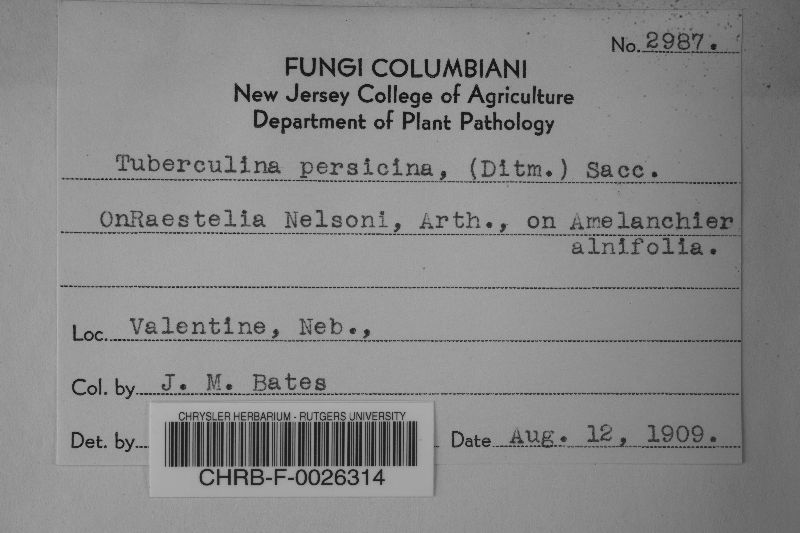 No. 2987.
FUNGI COLUMBIANI
New Jersey College of Agriculture
Department of Plant Pathology
Tuberculina persicina, (Ditm.) Sacc.
OnRaestelia Nelsoni, Arth., on Amelanchier
alnifolia.
Loc. Valentine, Neb.,
Col. by J. M. Bates
Det. by
Date Aug. 12, 1909.
CHRYSLER HERBARIUM - RUTGERS UNIVERSITY
CHRB-F-0026314